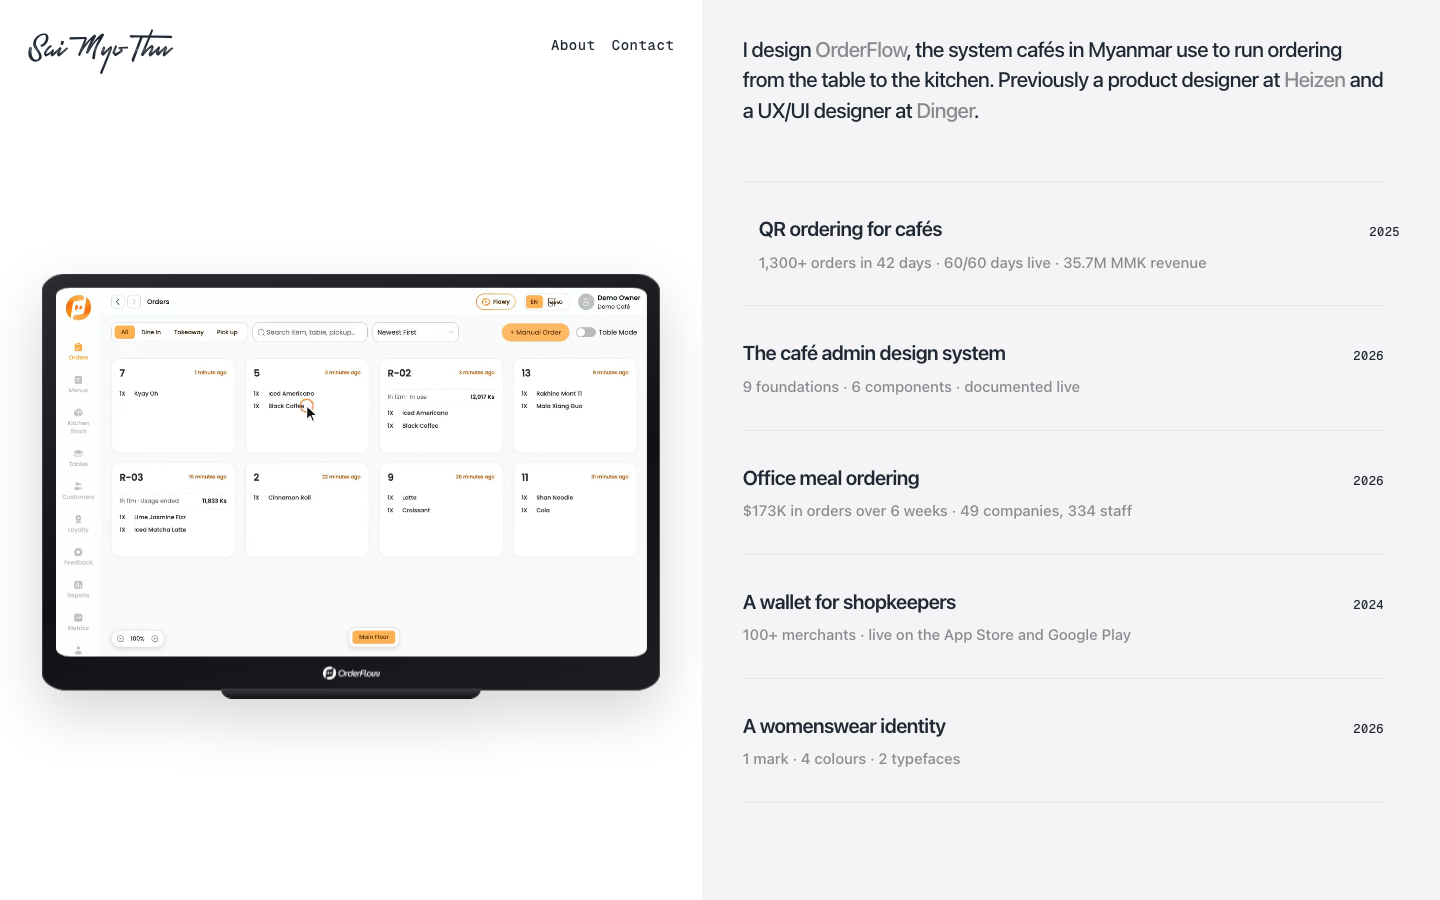 Sai Myo Thu
About Contact
I design OrderFlow, the system cafés in Myanmar use to run ordering
from the table to the kitchen. Previously a product designer at Heizen and
a UX/UI designer at Dinger.
Orders
Flowy
EN
Demo Owner
Demo Café
All Dine In Takeaway Pick up
Search item, table, pickup...
Newest First
+ Manual Order
Table Mode
Orders
Menus
Kitchen
Stock
Tables
Customers
Loyalty
Feedback
Reports
Metrics
7 1 minute ago
1X Kyay Oh
5 3 minutes ago
1X Iced Americano
1X Black Coffee
R-02 3 minutes ago
1h 12m · In use 12,017 Ks
1X Iced Americano
1X Black Coffee
13 9 minutes ago
1X Rakhine Mont Ti
1X Mala Xiang Guo
R-03 15 minutes ago
1h 11m · Usage ended 11,833 Ks
1X Lime Jasmine Fizz
1X Iced Matcha Latte
2 22 minutes ago
1X Cinnamon Roll
9 26 minutes ago
1X Latte
1X Croissant
11 31 minutes ago
1X Shan Noodle
1X Cola
100%
Main Floor
OrderFlow
QR ordering for cafés 2025
1,300+ orders in 42 days · 60/60 days live · 35.7M MMK revenue
The café admin design system 2026
9 foundations · 6 components · documented live
Office meal ordering 2026
$173K in orders over 6 weeks · 49 companies, 334 staff
A wallet for shopkeepers 2024
100+ merchants · live on the App Store and Google Play
A womenswear identity 2026
1 mark · 4 colours · 2 typefaces